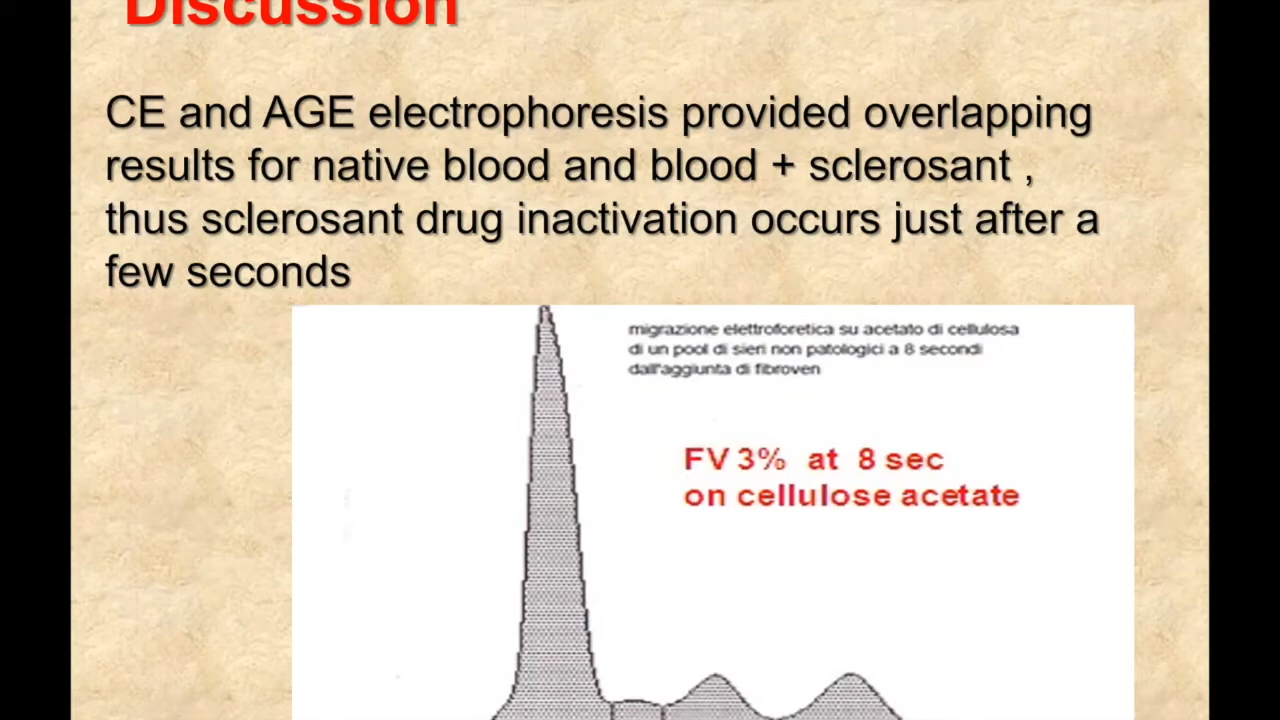 Discussion
CE and AGE electrophoresis provided overlapping
results for native blood and blood + sclerosant ,
thus sclerosant drug inactivation occurs just after a
few seconds
migrazione elettroforetica su acetato di cellulosa
di un pool di sieri non patologici a 8 secondi
dall'aggiunta di fibroven
FV 3% at 8 sec
on cellulose acetate